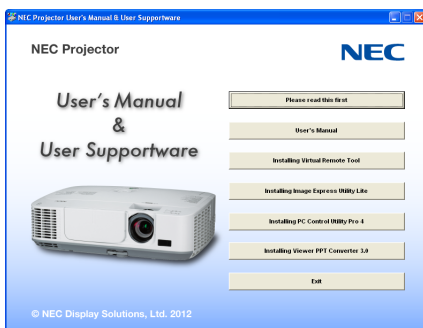 NEC Projector User's Manual & User Supportware
NEC Projector
NEC
User's Manual
&
User Supportware
Please read this first
User's Manual
Installing Virtual Remote Tool
Installing Image Express Utility Lite
Installing PC Control Utility Pro 4
Installing Viewer PPT Converter 3.0
Exit
© NEC Display Solutions, Ltd. 2012